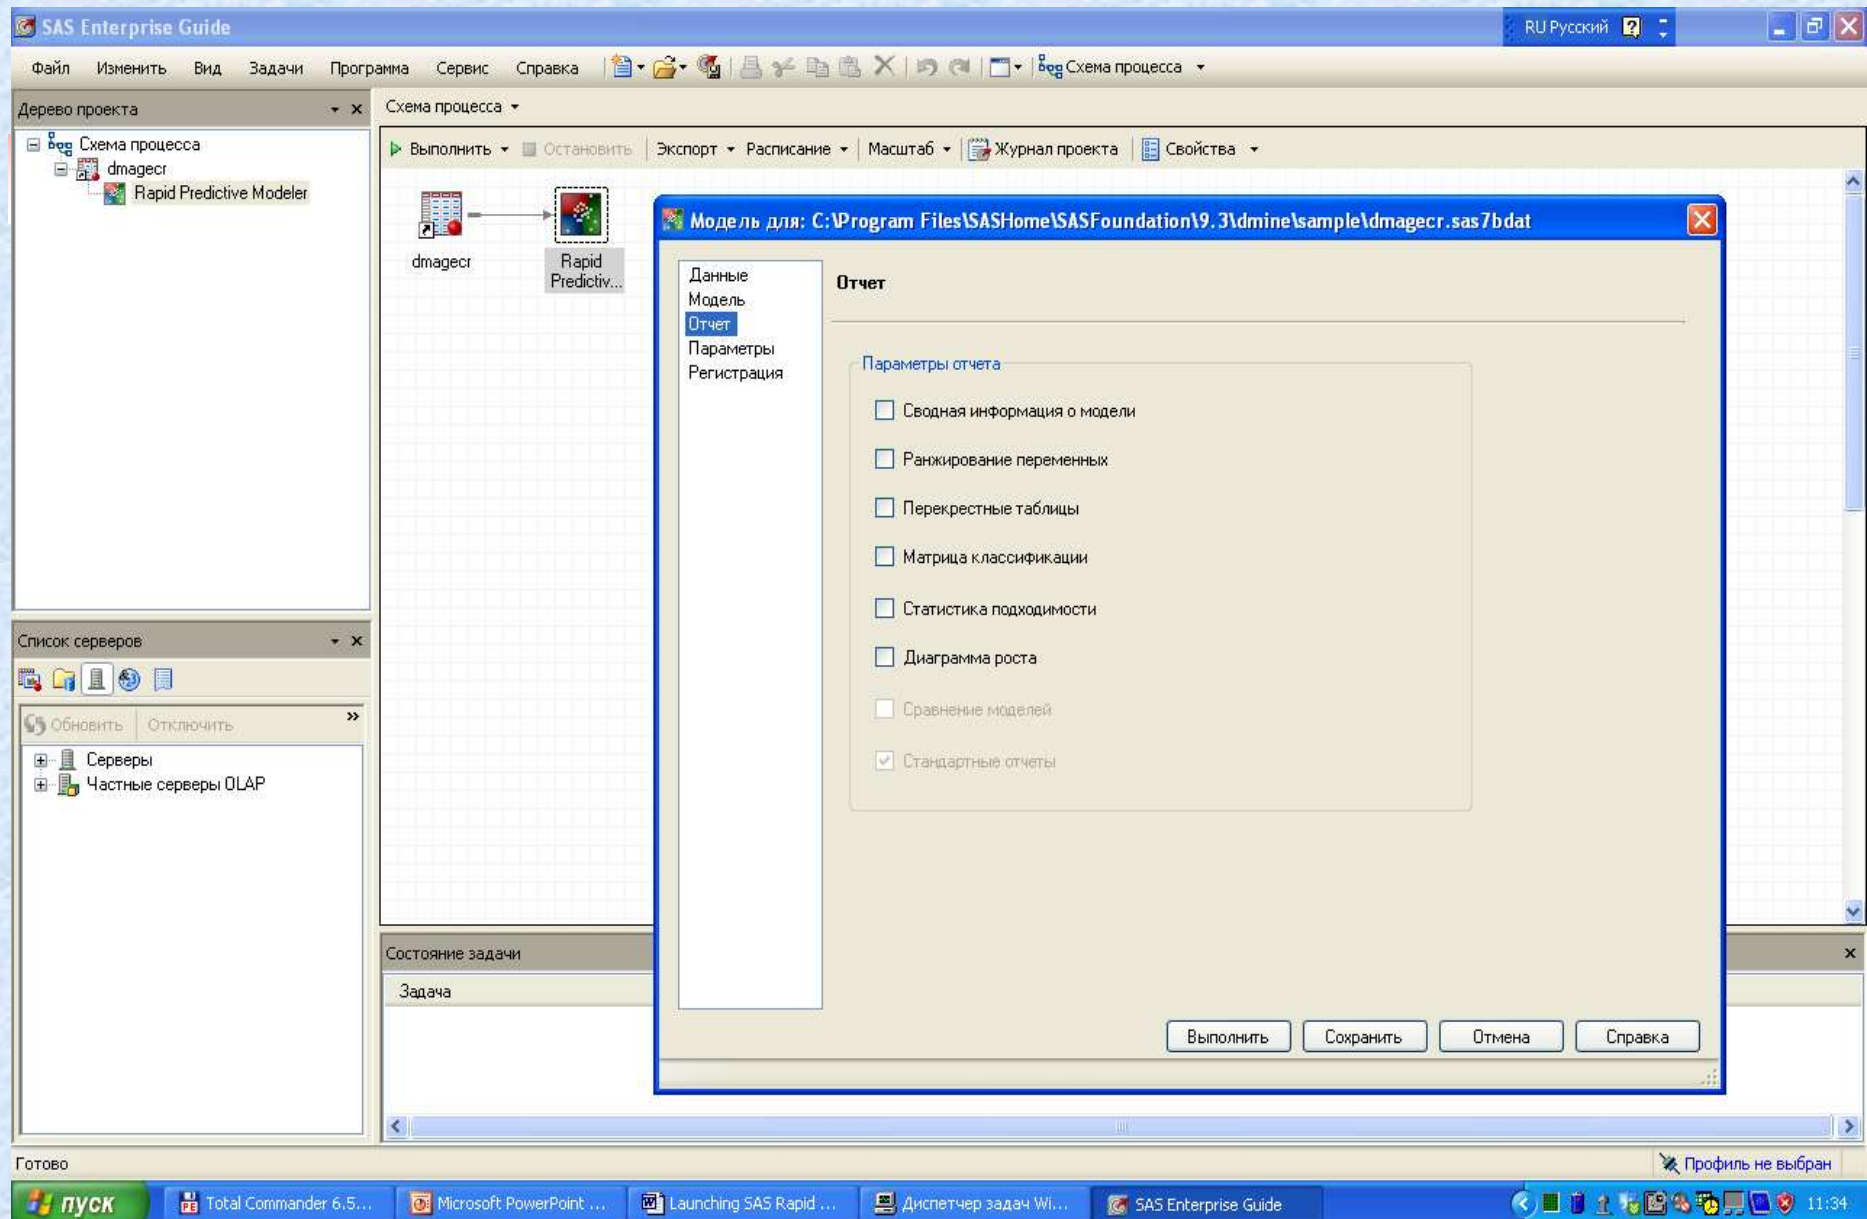 SAS Enterprise Guide
RU Русский
Файл Изменить Вид Задачи Программа Сервис Справка Схема процесса
Дерево проекта
Схема процесса
dmagecr
Rapid Predictive Modeler
Схема процесса
Выполнить Остановить Экспорт Расписание Масштаб Журнал проекта Свойства
dmagecr
Rapid
Predictiv...
Модель для: C:\Program Files\SASHome\SASFoundation\9.3\dmine\sample\dmagecr.sas7bdat
Данные
Модель
Отчет
Параметры
Регистрация
Отчет
Параметры отчета
Сводная информация о модели
Ранжирование переменных
Перекрестные таблицы
Матрица классификации
Статистика подходимости
Диаграмма роста
Сравнение моделей
Стандартные отчеты
Выполнить Сохранить Отмена Справка
Список серверов
Обновить Отключить »
Серверы
Частные серверы OLAP
Состояние задачи
Задача
Готово
Профиль не выбран
пуск Total Commander 6.5... Microsoft PowerPoint ... Launching SAS Rapid ... Диспетчер задач Wi... SAS Enterprise Guide 11:34